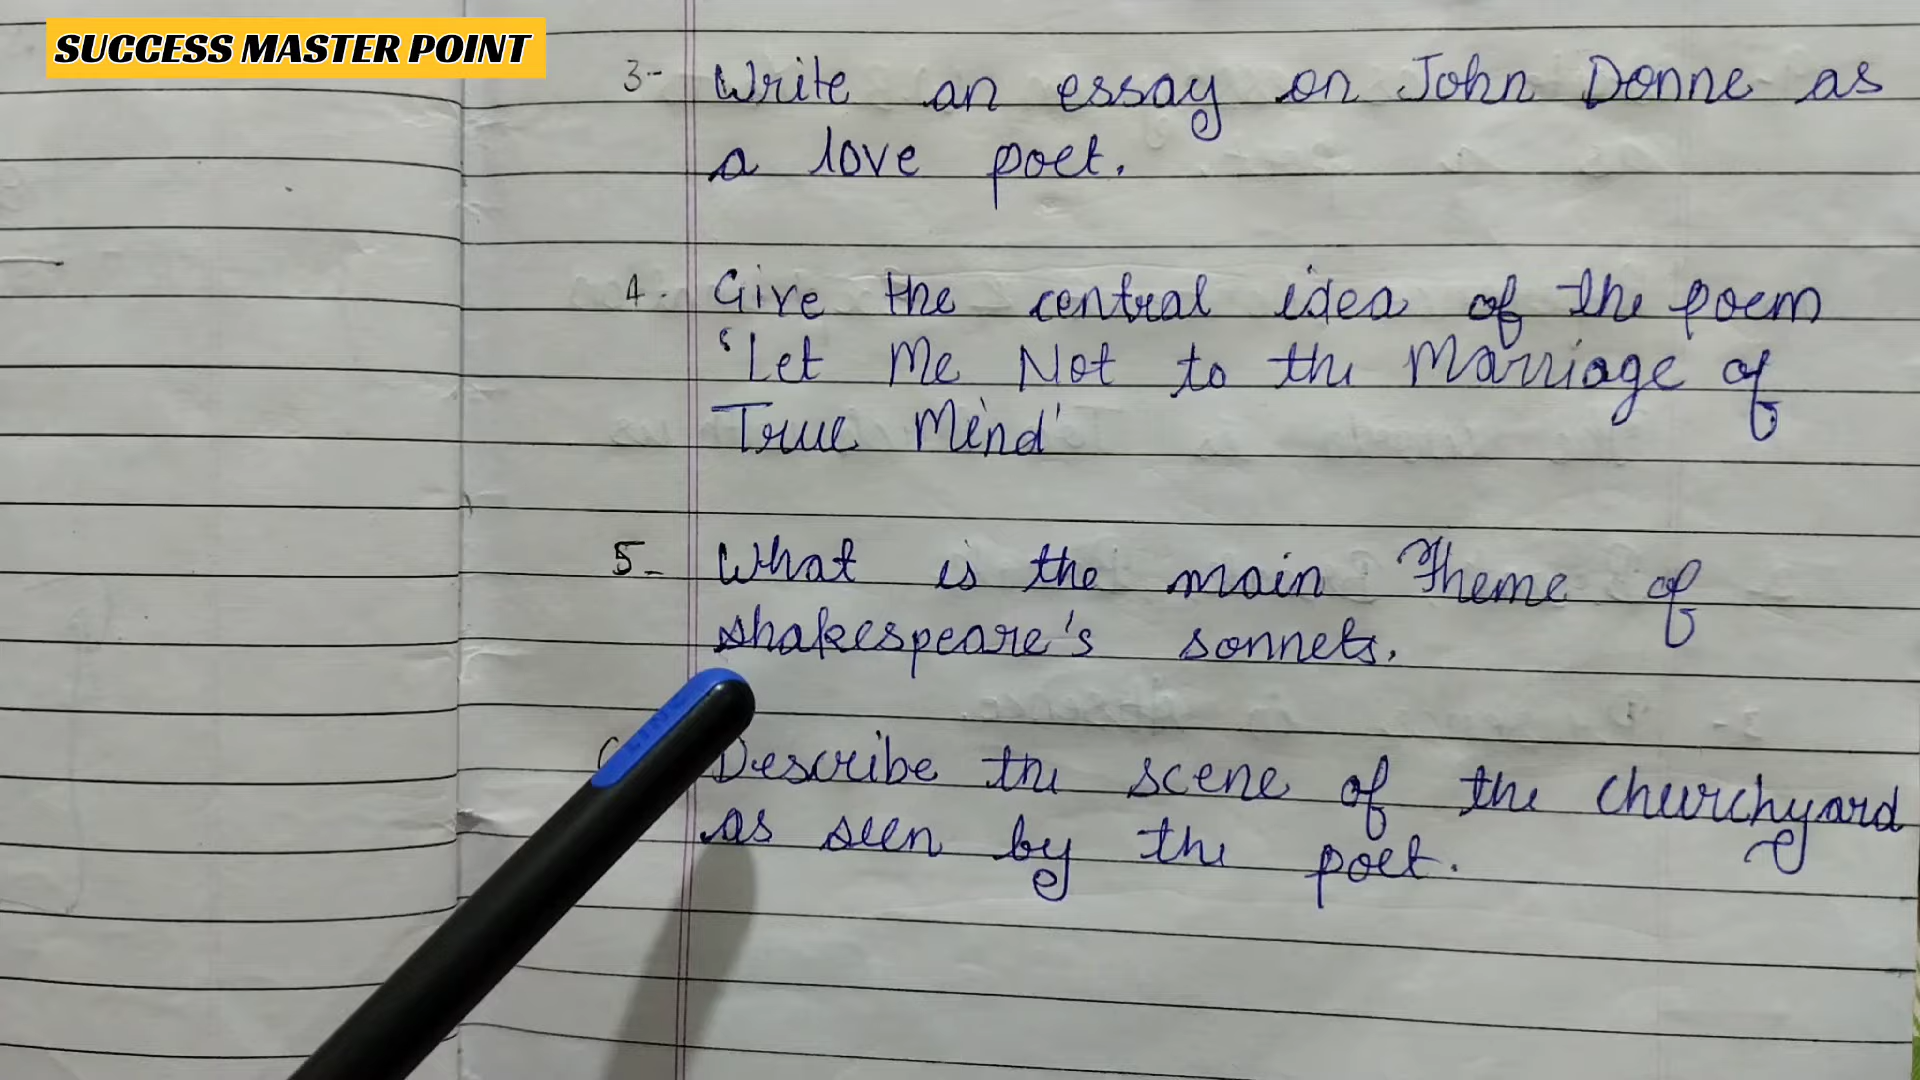 SUCCESS MASTER POINT
3- Write an essay on John Donne as
a love poet.
4. Give the central idea of the poem
'Let Me Not to the Marriage of
True Mind'
5- What is the main Theme of
shakespeare's sonnets.
Describe the scene of the churchyard
as seen by the poet.